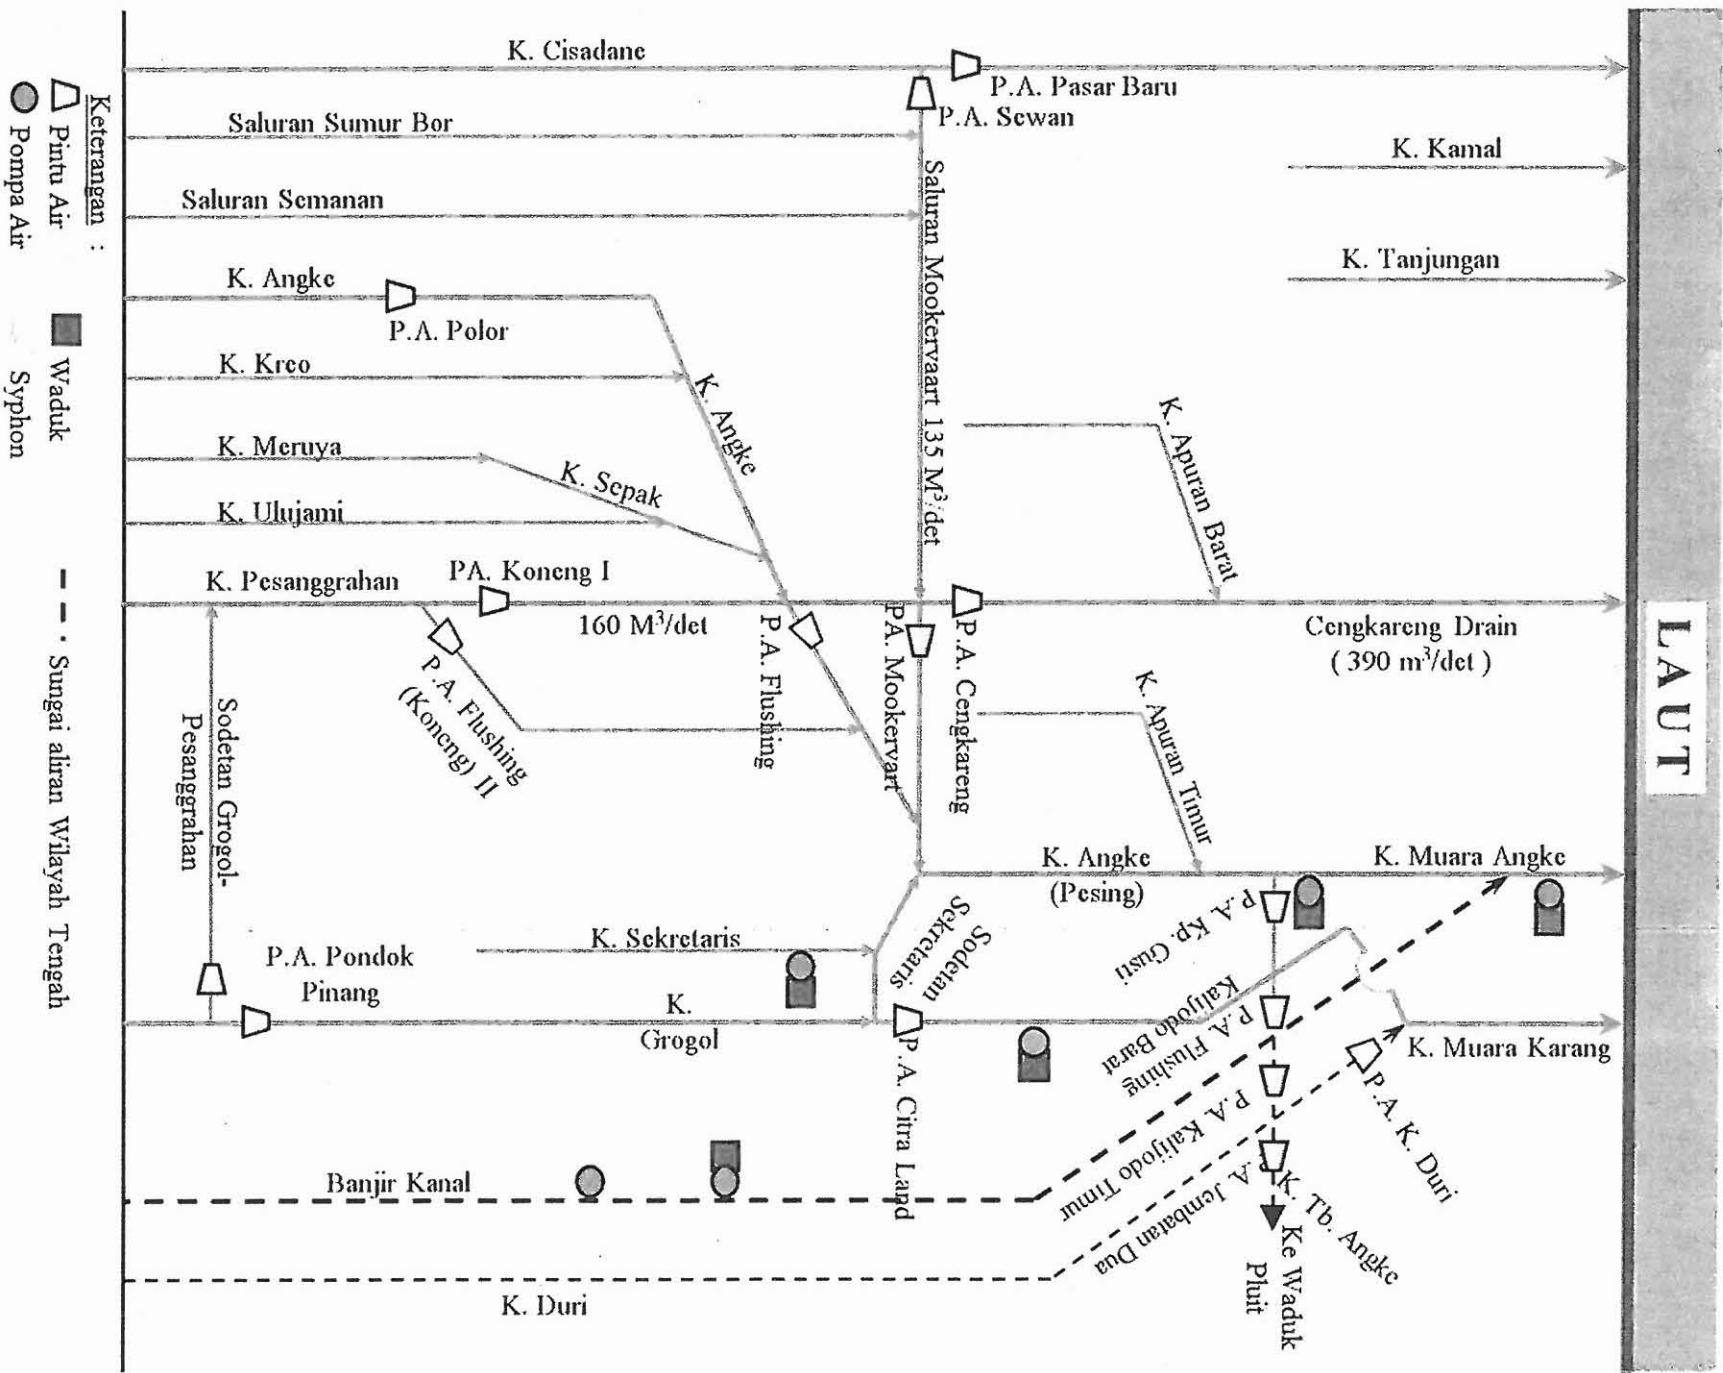 K. Cisadane
P.A. Pasar Baru
P.A. Sewan
Saluran Sumur Bor
K. Kamal
Saluran Semanan
Saluran Mookervaart 135 M³/det
K. Angke
P.A. Polor
K. Tanjungan
K. Kreo
K. Angke
K. Meruya
K. Sepak
K. Ulujami
K. Apuran Barat
K. Pesanggrahan
PA. Koneng I
160 M³/det
Cengkareng Drain
( 390 m³/det )
P.A. Flushing
(Koneng) II
P.A. Flushing
PA. Mookervart
P.A. Cengkareng
K. Apuran Timur
Sodetan Grogol-
Pesanggrahan
K. Angke
(Pesing)
K. Muara Angke
K. Sekretaris
Sodetan
Sekretaris
P.A. Kp. Gusti
P.A. Pondok
Pinang
K.
Grogol
P.A. Citra Land
P.A. Flushing
Kalijodo Barat
P.A. Kalijodo Timur
P.A. Jembatan Dua
K. Muara Karang
P.A. K. Duri
K. Tb. Angke
Ke Waduk
Pluit
Banjir Kanal
K. Duri
LAUT
Keterangan :
Pintu Air
Waduk
Sungai aliran Wilayah Tengah
Pompa Air
Syphon